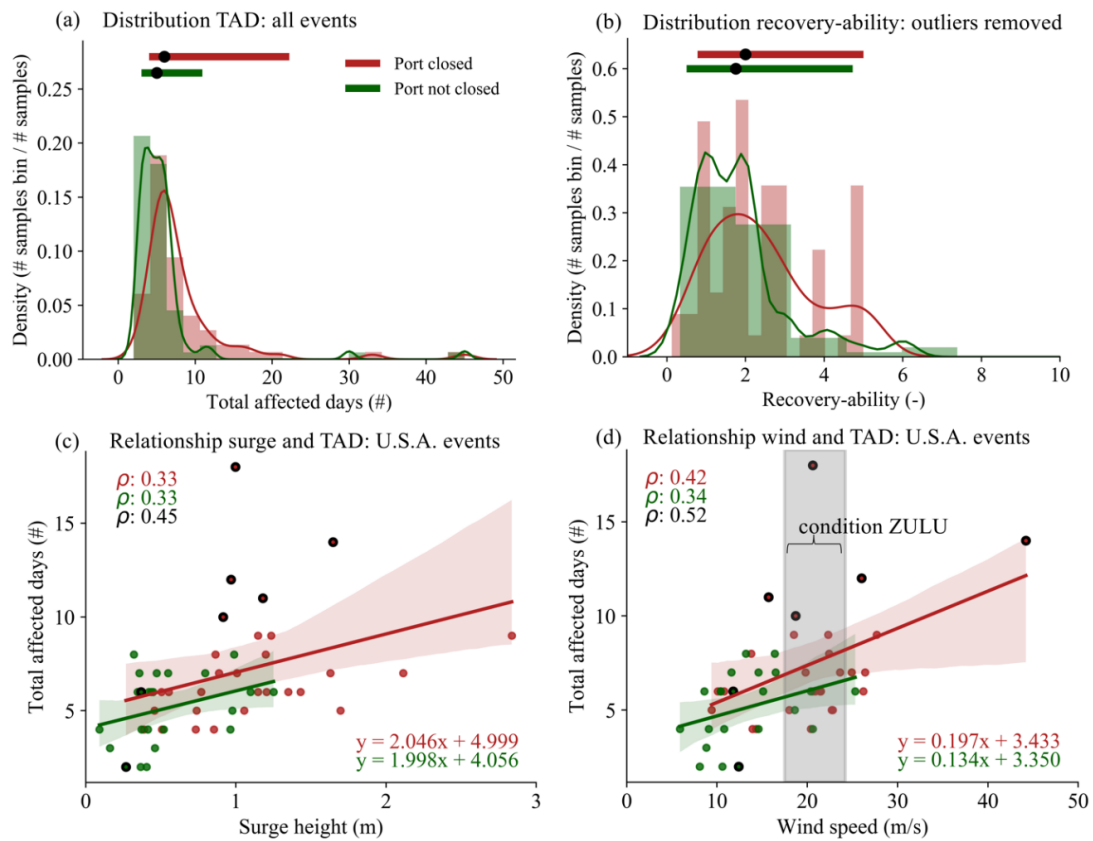 (a) Distribution TAD: all events
Density (# samples bin / # samples)
0.25
0.20
0.15
0.10
0.05
0.00
Port closed
Port not closed
0 10 20 30 40 50
Total affected days (#)
(b) Distribution recovery-ability: outliers removed
Density (# samples bin / # samples)
0.6
0.5
0.4
0.3
0.2
0.1
0.0
0 2 4 6 8 10
Recovery-ability (-)
(c) Relationship surge and TAD: U.S.A. events
Total affected days (#)
15
10
5
ρ: 0.33
ρ: 0.33
ρ: 0.45
y = 2.046x + 4.999
y = 1.998x + 4.056
0 1 2 3
Surge height (m)
(d) Relationship wind and TAD: U.S.A. events
Total affected days (#)
15
10
5
ρ: 0.42
ρ: 0.34
ρ: 0.52
condition ZULU
y = 0.197x + 3.433
y = 0.134x + 3.350
0 10 20 30 40 50
Wind speed (m/s)